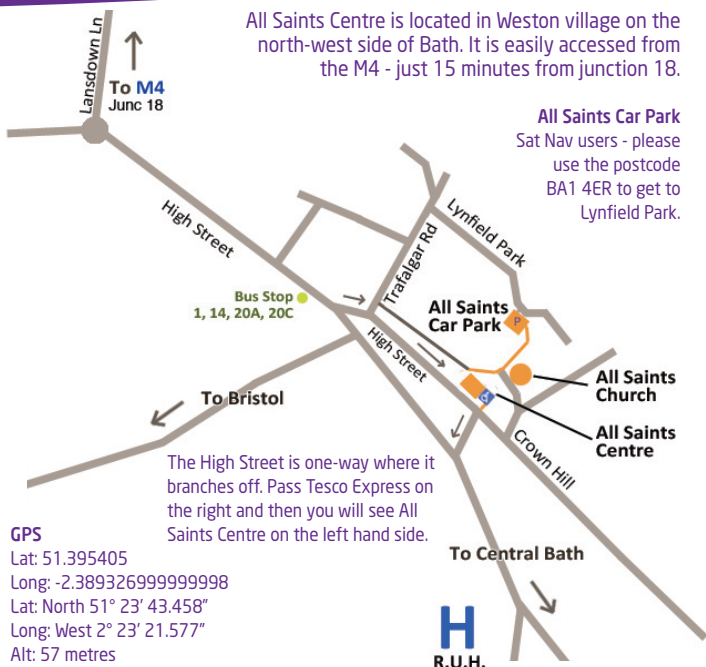 All Saints Centre is located in Weston village on the
north-west side of Bath. It is easily accessed from
the M4 - just 15 minutes from junction 18.
Lansdown Ln
To M4
Junc 18
All Saints Car Park
Sat Nav users - please
use the postcode
BA1 4ER to get to
Lynfield Park.
High Street
Lynfield Park
Trafalgar Rd
Bus Stop
1, 14, 20A, 20C
All Saints
Car Park
P
High Street
To Bristol
All Saints
Church
All Saints
Centre
Crown Hill
The High Street is one-way where it
branches off. Pass Tesco Express on
the right and then you will see All
Saints Centre on the left hand side.
GPS
Lat: 51.395405
Long: -2.389326999999998
Lat: North 51° 23' 43.458"
Long: West 2° 23' 21.577"
Alt: 57 metres
To Central Bath
H
R.U.H.